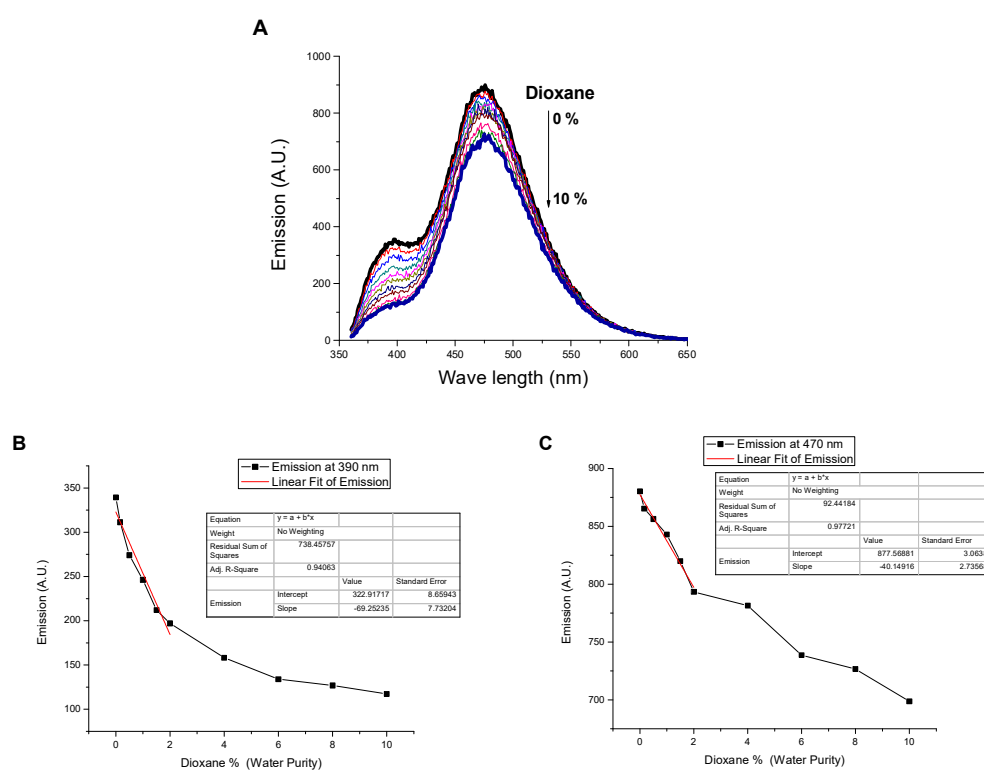 A
1000
800
600
400
200
0
Emission (A.U.)
Dioxane
0 %
10 %
350 400 450 500 550 600 650
Wave length (nm)
B
Emission at 390 nm
Linear Fit of Emission
350
300
250
200
150
100
Emission (A.U.)
Equation y = a + b*x
Weight No Weighting
Residual Sum of
Squares
738.45757
Adj. R-Square 0.94063
Value Standard Error
Emission
Intercept 322.91717 8.65943
Slope -69.25235 7.73204
0 2 4 6 8 10
Dioxane % (Water Purity)
C
Emission at 470 nm
Linear Fit of Emission
900
850
800
750
700
Emission (A.U.)
Equation y = a + b*x
Weight No Weighting
Residual Sum of
Squares
92.44184
Adj. R-Square 0.97721
Value Standard Error
Emission
Intercept 877.56881
Slope -40.14916
0 2 4 6 8 10
Dioxane % (Water Purity)